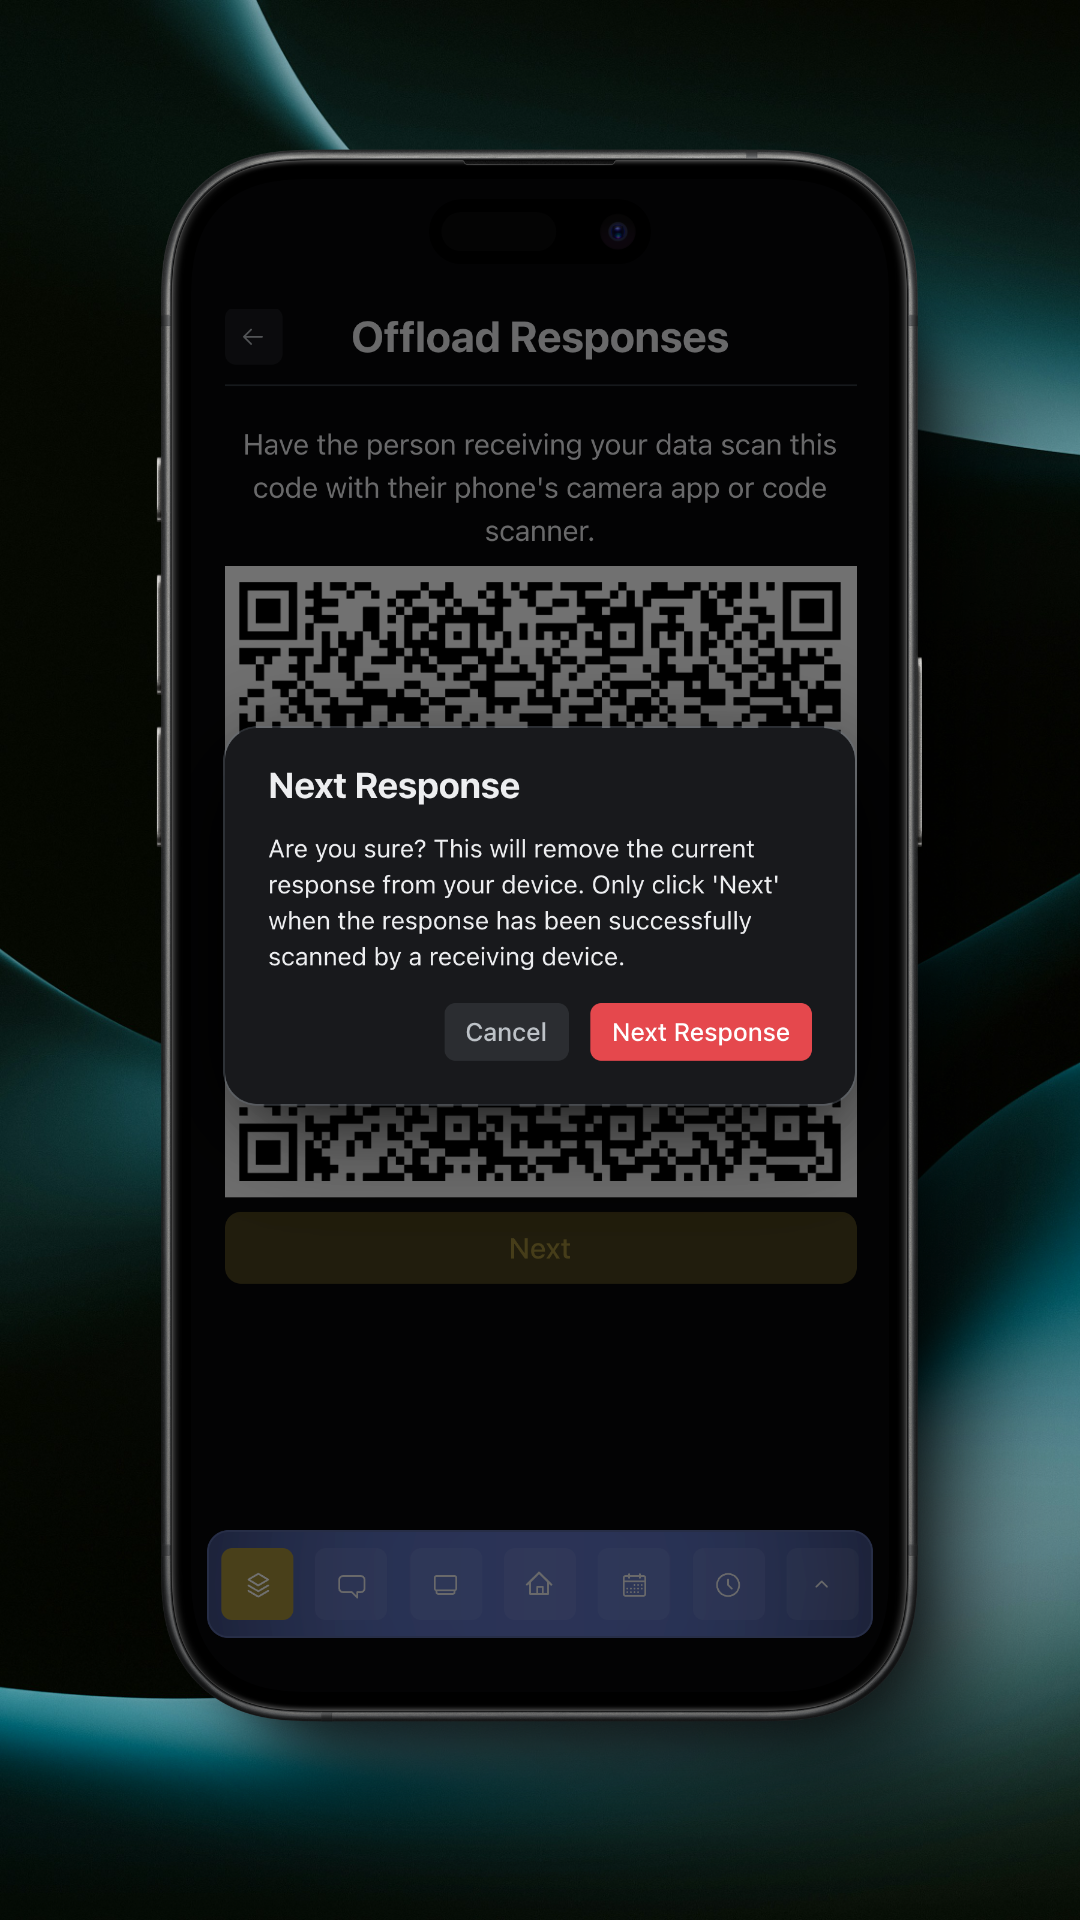 Offload Responses
Have the person receiving your data scan this
code with their phone's camera app or code
scanner.
Next Response
Are you sure? This will remove the current
response from your device. Only click 'Next'
when the response has been successfully
scanned by a receiving device.
Cancel
Next Response
Next